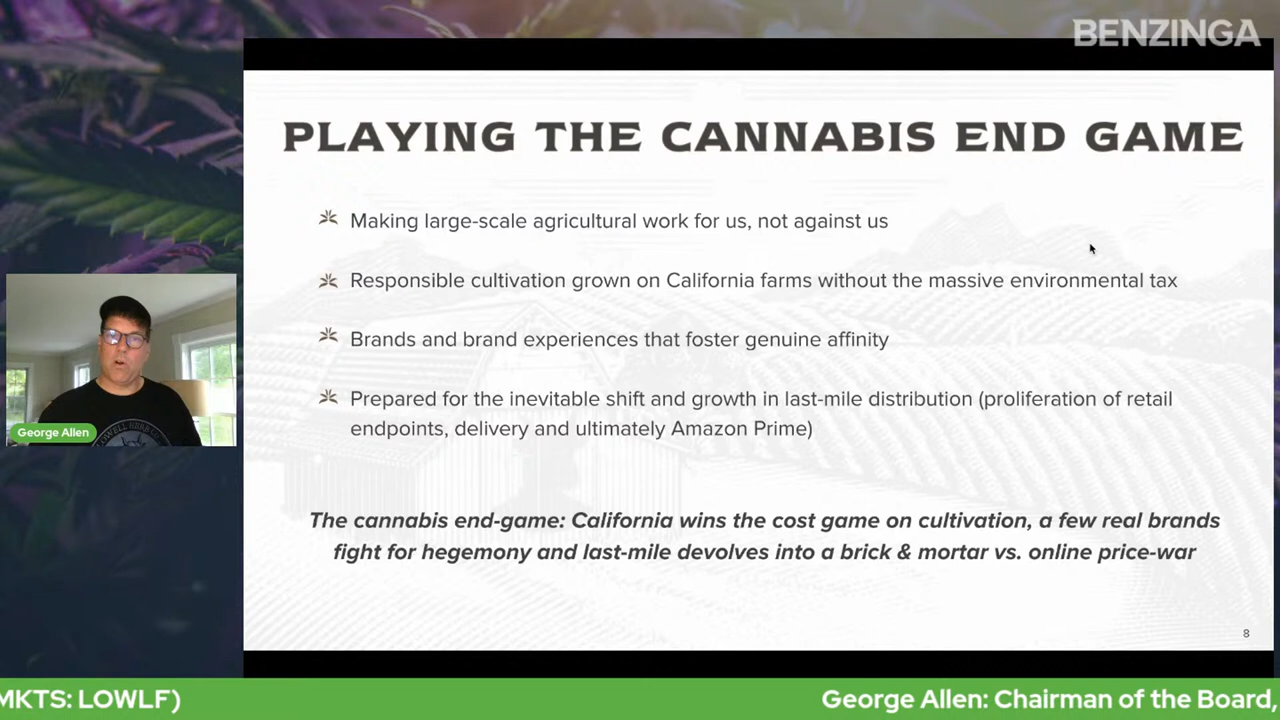 BENZINGA
PLAYING THE CANNABIS END GAME
Making large-scale agricultural work for us, not against us
Responsible cultivation grown on California farms without the massive environmental tax
Brands and brand experiences that foster genuine affinity
Prepared for the inevitable shift and growth in last-mile distribution (proliferation of retail
endpoints, delivery and ultimately Amazon Prime)
The cannabis end-game: California wins the cost game on cultivation, a few real brands
fight for hegemony and last-mile devolves into a brick & mortar vs. online price-war
8
George Allen
LOWELL HERB CO
MKTS: LOWLF)
George Allen: Chairman of the Board,